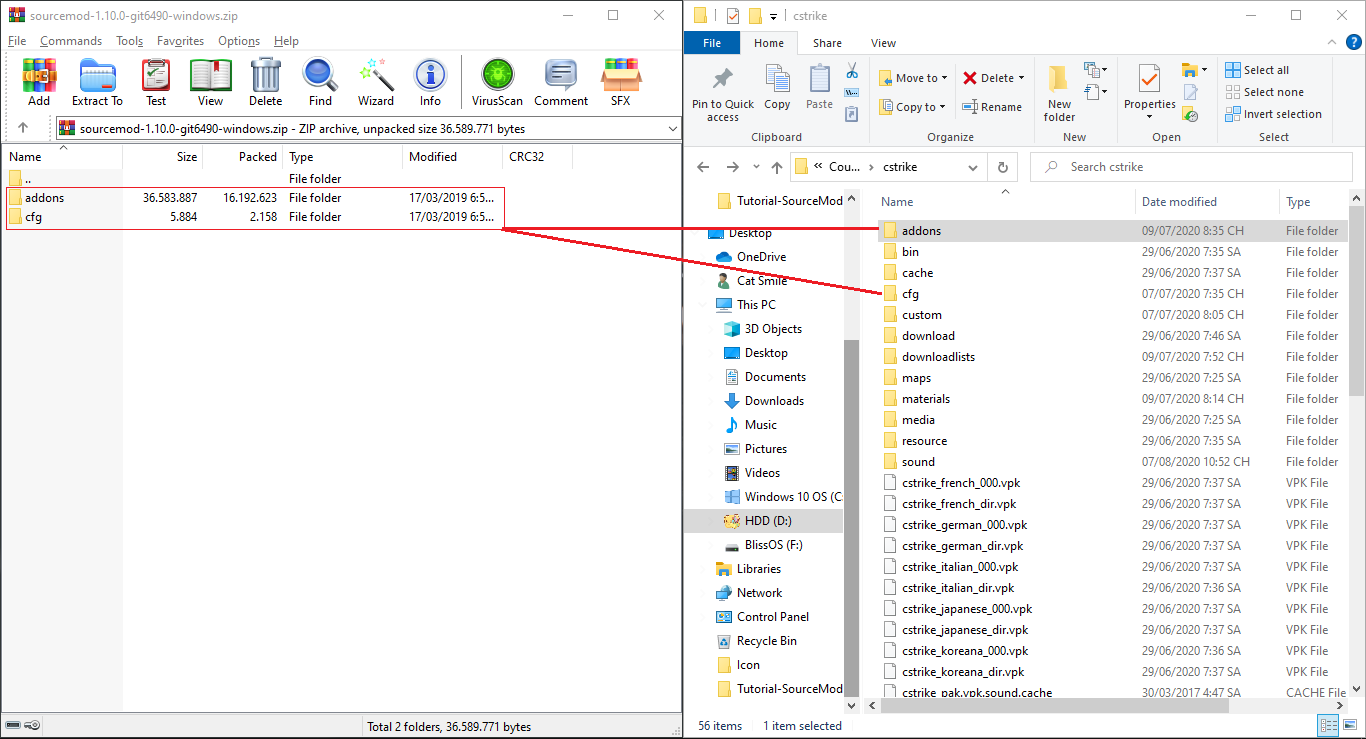 sourcemod-1.10.0-git6490-windows.zip
File Commands Tools Favorites Options Help
Add Extract To Test View Delete Find Wizard Info VirusScan Comment SFX
sourcemod-1.10.0-git6490-windows.zip - ZIP archive, unpacked size 36.589.771 bytes
Name Size Packed Type Modified CRC32
.. File folder
addons 36.583.887 16.192.623 File folder 17/03/2019 6:5...
cfg 5.884 2.158 File folder 17/03/2019 6:5...
Total 2 folders, 36.589.771 bytes
cstrike
File Home Share View
Pin to Quick access
Copy
Paste
Clipboard
Move to
Copy to
Delete
Rename
Organize
New folder
New
Properties
Open
Select all
Select none
Invert selection
Select
« Cou... › cstrike
Search cstrike
Tutorial-SourceMod
Desktop
OneDrive
Cat Smile
This PC
3D Objects
Desktop
Documents
Downloads
Music
Pictures
Videos
Windows 10 OS (C:
HDD (D:)
BlissOS (F:)
Libraries
Network
Control Panel
Recycle Bin
Icon
Tutorial-SourceMod
Name Date modified Type
addons 09/07/2020 8:35 CH File folder
bin 29/06/2020 7:35 SA File folder
cache 29/06/2020 7:37 SA File folder
cfg 07/07/2020 7:35 CH File folder
custom 07/07/2020 8:05 CH File folder
download 29/06/2020 7:46 SA File folder
downloadlists 09/07/2020 7:52 CH File folder
maps 29/06/2020 7:25 SA File folder
materials 09/07/2020 8:14 CH File folder
media 29/06/2020 7:25 SA File folder
resource 29/06/2020 7:35 SA File folder
sound 07/08/2020 10:52 CH File folder
cstrike_french_000.vpk 29/06/2020 7:37 SA VPK File
cstrike_french_dir.vpk 29/06/2020 7:37 SA VPK File
cstrike_german_000.vpk 29/06/2020 7:37 SA VPK File
cstrike_german_dir.vpk 29/06/2020 7:37 SA VPK File
cstrike_italian_000.vpk 29/06/2020 7:37 SA VPK File
cstrike_italian_dir.vpk 29/06/2020 7:36 SA VPK File
cstrike_japanese_000.vpk 29/06/2020 7:37 SA VPK File
cstrike_japanese_dir.vpk 29/06/2020 7:37 SA VPK File
cstrike_koreana_000.vpk 29/06/2020 7:36 SA VPK File
cstrike_koreana_dir.vpk 29/06/2020 7:37 SA VPK File
cstrike_pak.vpk.sound.cache 30/03/2017 4:47 SA CACHE File
56 items 1 item selected